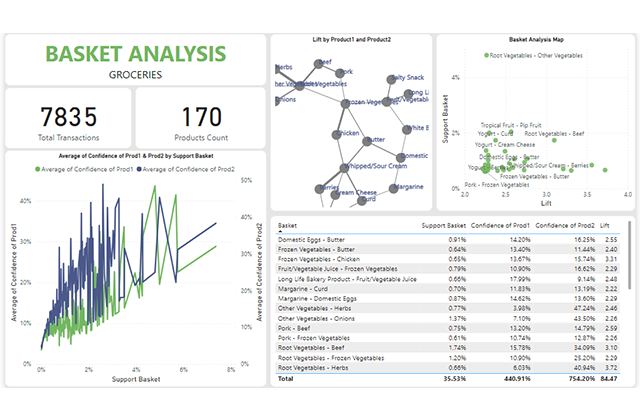 BASKET ANALYSIS
GROCERIES
7835
Total Transactions
170
Products Count
Average of Confidence of Prod1 & Prod2 by Support Basket
Average of Confidence of Prod1
Average of Confidence of Prod2
Average of Confidence of Prod1
40%
30%
20%
10%
0%
50%
40%
30%
20%
10%
0%
Average of Confidence of Prod2
0%
2%
4%
6%
8%
Support Basket
Lift by Product1 and Product2
Herbs
Beef
Pork
Onions
Salty Snack
Frozen Vegetables
Fruit/Vegetable
Chicken
Butter
White B
Domestic
Whipped/Sour Cream
Berries
Cream Cheese
Curd
Margarine
Basket Analysis Map
Support Basket
4%
2%
0%
Root Vegetables - Other Vegetables
Tropical Fruit - Pip Fruit
Yogurt - Curd
Root Vegetables - Beef
Yogurt - Cream Cheese
Domestic Eggs - Butter
Whipped/Sour Cream - Berries
Frozen Vegetables - Butter
Pork - Frozen Vegetables
2.0
2.5
3.0
3.5
4.0
Lift
Basket Support Basket Confidence of Prod1 Confidence of Prod2 Lift
Domestic Eggs - Butter 0.91% 14.20% 16.25% 2.55
Frozen Vegetables - Butter 0.64% 13.40% 11.44% 2.40
Frozen Vegetables - Chicken 0.65% 13.67% 15.74% 3.31
Fruit/Vegetable Juice - Frozen Vegetables 0.79% 10.90% 16.62% 2.29
Long Life Bakery Product - Fruit/Vegetable Juice 0.66% 17.99% 9.14% 2.48
Margarine - Curd 0.70% 11.83% 13.19% 2.22
Margarine - Domestic Eggs 0.87% 14.62% 13.60% 2.29
Other Vegetables - Herbs 0.77% 3.98% 47.24% 2.46
Other Vegetables - Onions 1.37% 7.10% 43.50% 2.26
Pork - Beef 0.75% 13.20% 14.79% 2.59
Pork - Frozen Vegetables 0.61% 10.74% 12.87% 2.26
Root Vegetables - Beef 1.74% 15.78% 34.09% 3.10
Root Vegetables - Frozen Vegetables 1.20% 10.90% 25.20% 2.29
Root Vegetables - Herbs 0.66% 6.03% 40.94% 3.72
Total 35.53% 440.91% 754.20% 84.47